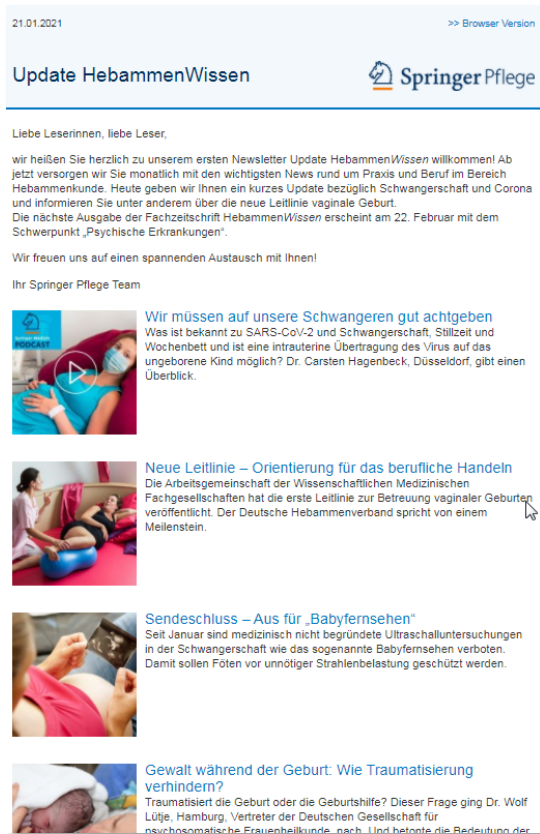 21.01.2021
>> Browser Version
Update HebammenWissen
Springer Pflege
Liebe Leserinnen, liebe Leser,
wir heißen Sie herzlich zu unserem ersten Newsletter Update HebammenWissen willkommen! Ab
jetzt versorgen wir Sie monatlich mit den wichtigsten News rund um Praxis und Beruf im Bereich
Hebammenkunde. Heute geben wir Ihnen ein kurzes Update bezüglich Schwangerschaft und Corona
und informieren Sie unter anderem über die neue Leitlinie vaginale Geburt.
Die nächste Ausgabe der Fachzeitschrift HebammenWissen erscheint am 22. Februar mit dem
Schwerpunkt „Psychische Erkrankungen“.
Wir freuen uns auf einen spannenden Austausch mit Ihnen!
Ihr Springer Pflege Team
Springer Medizin
PODCAST
Wir müssen auf unsere Schwangeren gut achtgeben
Was ist bekannt zu SARS-CoV-2 und Schwangerschaft, Stillzeit und
Wochenbett und ist eine intrauterine Übertragung des Virus auf das
ungeborene Kind möglich? Dr. Carsten Hagenbeck, Düsseldorf, gibt einen
Überblick.
Neue Leitlinie – Orientierung für das berufliche Handeln
Die Arbeitsgemeinschaft der Wissenschaftlichen Medizinischen
Fachgesellschaften hat die erste Leitlinie zur Betreuung vaginaler Geburten
veröffentlicht. Der Deutsche Hebammenverband spricht von einem
Meilenstein.
Sendeschluss – Aus für „Babyfernsehen“
Seit Januar sind medizinisch nicht begründete Ultraschalluntersuchungen
in der Schwangerschaft wie das sogenannte Babyfernsehen verboten.
Damit sollen Föten vor unnötiger Strahlenbelastung geschützt werden.
Gewalt während der Geburt: Wie Traumatisierung
verhindern?
Traumatisiert die Geburt oder die Geburtshilfe? Dieser Frage ging Dr. Wolf
Lütje, Hamburg, Vertreter der Deutschen Gesellschaft für
psychosomatische Frauenheilkunde, nach. Und betonte die Bedeutung der